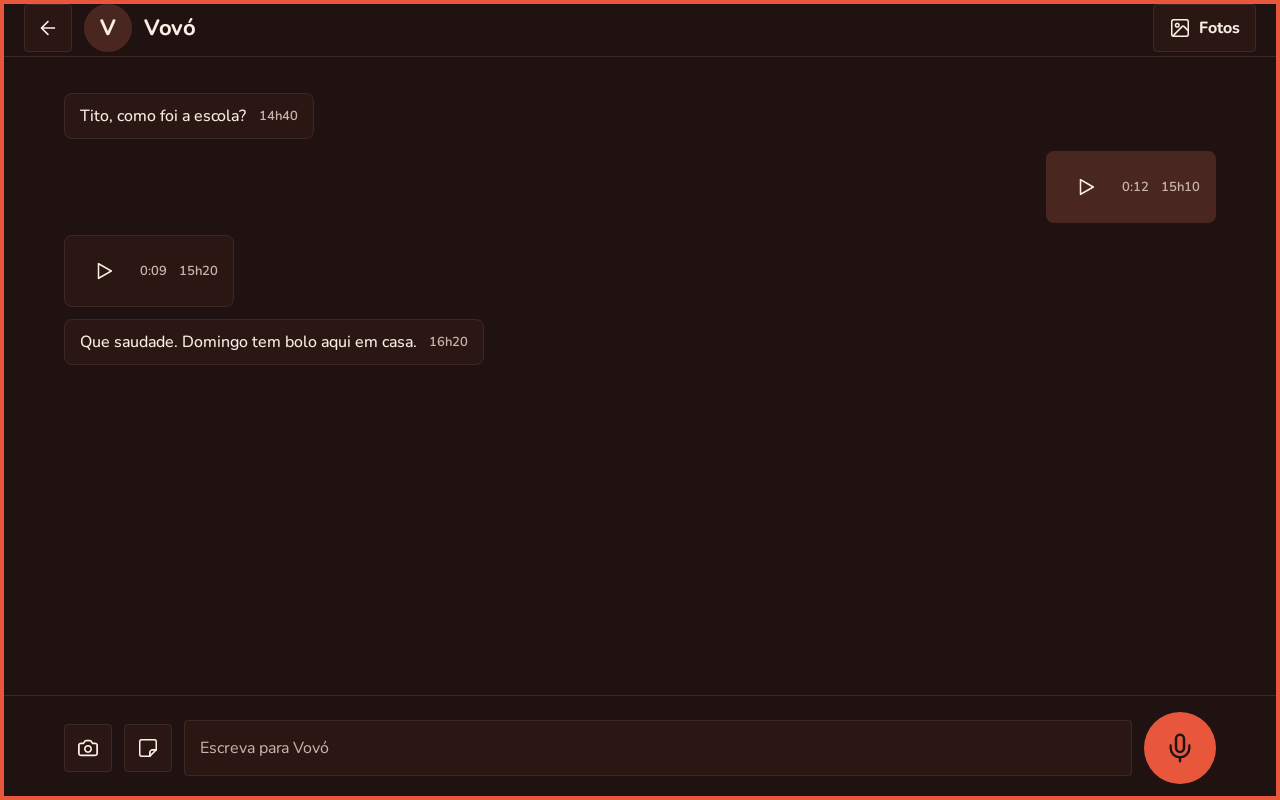 V Vovó Fotos
Tito, como foi a escola? 14h40
0:12 15h10
0:09 15h20
Que saudade. Domingo tem bolo aqui em casa. 16h20
Escreva para Vovó